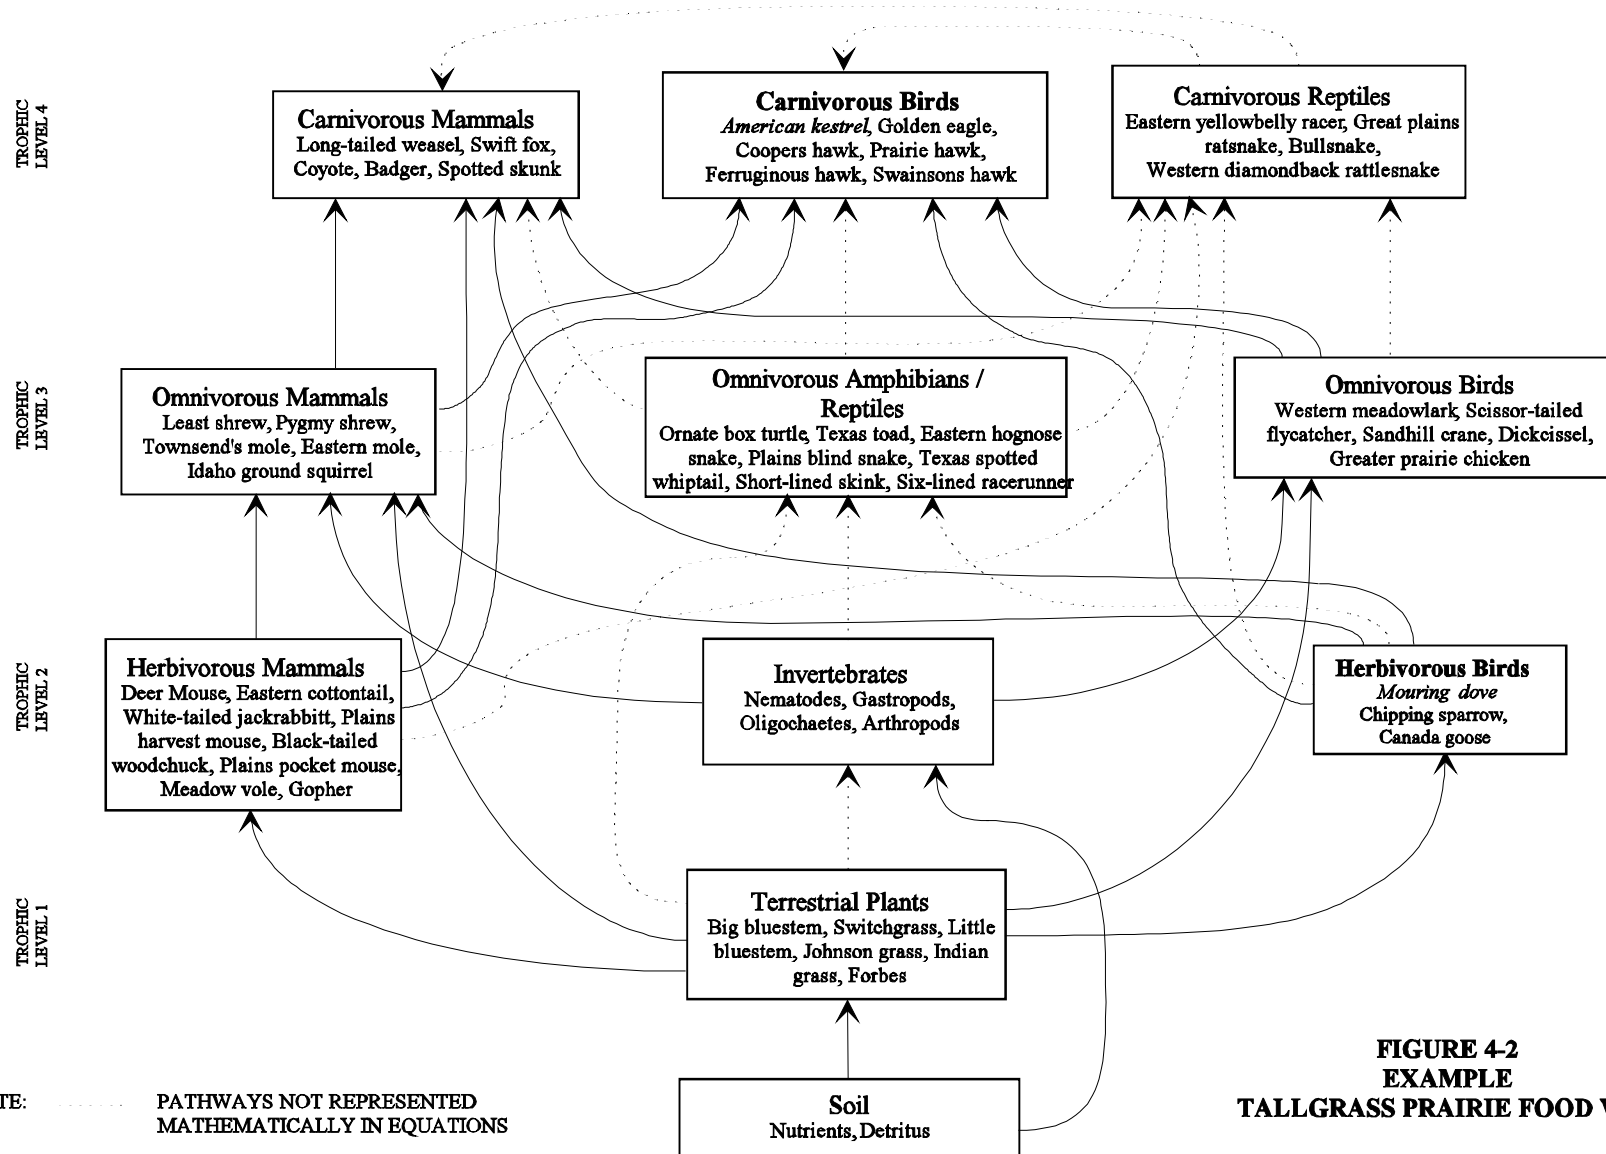 TROPHIC
LEVEL 4
Carnivorous Mammals
Long-tailed weasel, Swift fox,
Coyote, Badger, Spotted skunk
Carnivorous Birds
American kestrel, Golden eagle,
Coopers hawk, Prairie hawk,
Ferruginous hawk, Swainsons hawk
Carnivorous Reptiles
Eastern yellowbelly racer, Great plains
ratsnake, Bullsnake,
Western diamondback rattlesnake
TROPHIC
LEVEL 3
Omnivorous Mammals
Least shrew, Pygmy shrew,
Townsend's mole, Eastern mole,
Idaho ground squirrel
Omnivorous Amphibians /
Reptiles
Ornate box turtle, Texas toad, Eastern hognose
snake, Plains blind snake, Texas spotted
whiptail, Short-lined skink, Six-lined racerunner
Omnivorous Birds
Western meadowlark, Scissor-tailed
flycatcher, Sandhill crane, Dickcissel,
Greater prairie chicken
TROPHIC
LEVEL 2
Herbivorous Mammals
Deer Mouse, Eastern cottontail,
White-tailed jackrabbitt, Plains
harvest mouse, Black-tailed
woodchuck, Plains pocket mouse,
Meadow vole, Gopher
Invertebrates
Nematodes, Gastropods,
Oligochaetes, Arthropods
Herbivorous Birds
Mouring dove
Chipping sparrow,
Canada goose
TROPHIC
LEVEL 1
Terrestrial Plants
Big bluestem, Switchgrass, Little
bluestem, Johnson grass, Indian
grass, Forbes
Soil
Nutrients, Detritus
TE:
PATHWAYS NOT REPRESENTED
MATHEMATICALLY IN EQUATIONS
FIGURE 4-2
EXAMPLE
TALLGRASS PRAIRIE FOOD